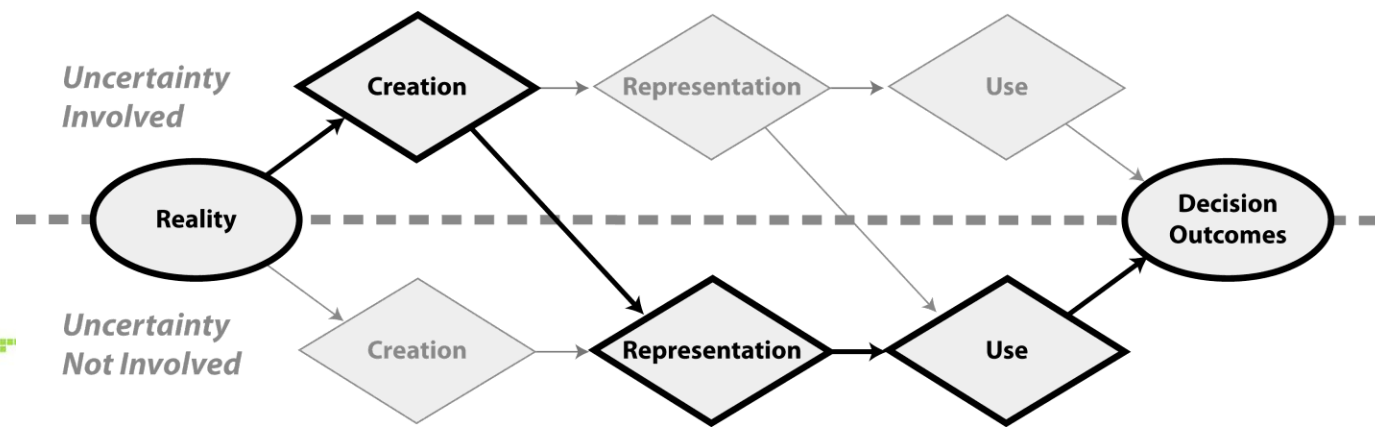 Uncertainty
Involved
Creation
Representation
Use
Reality
Decision
Outcomes
Uncertainty
Not Involved
Creation
Representation
Use